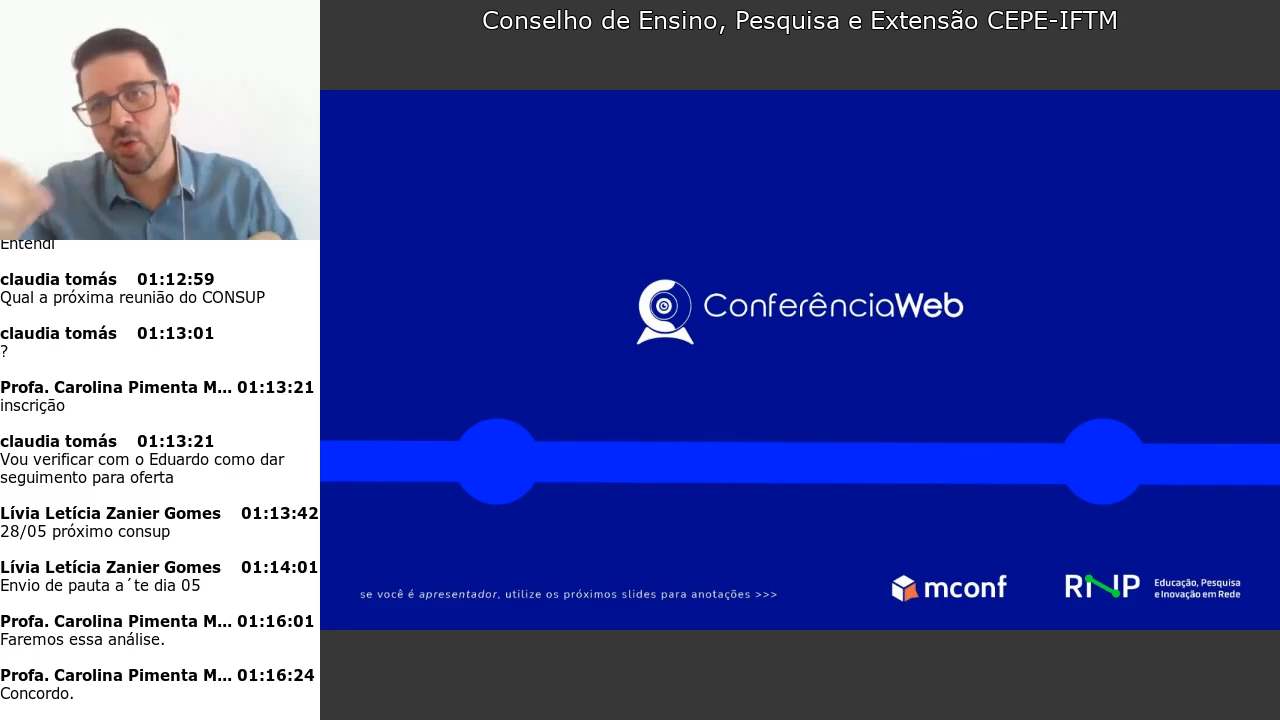 Conselho de Ensino, Pesquisa e Extensão CEPE-IFTM
Entendi
claudia tomás 01:12:59
Qual a próxima reunião do CONSUP
claudia tomás 01:13:01
?
Profa. Carolina Pimenta M... 01:13:21
inscrição
claudia tomás 01:13:21
Vou verificar com o Eduardo como dar
seguimento para oferta
Lívia Letícia Zanier Gomes 01:13:42
28/05 próximo consup
Lívia Letícia Zanier Gomes 01:14:01
Envio de pauta a´te dia 05
Profa. Carolina Pimenta M... 01:16:01
Faremos essa análise.
Profa. Carolina Pimenta M... 01:16:24
Concordo.
ConferênciaWeb
se você é apresentador, utilize os próximos slides para anotações >>>
mconf
RNP
Educação, Pesquisa
e Inovação em Rede